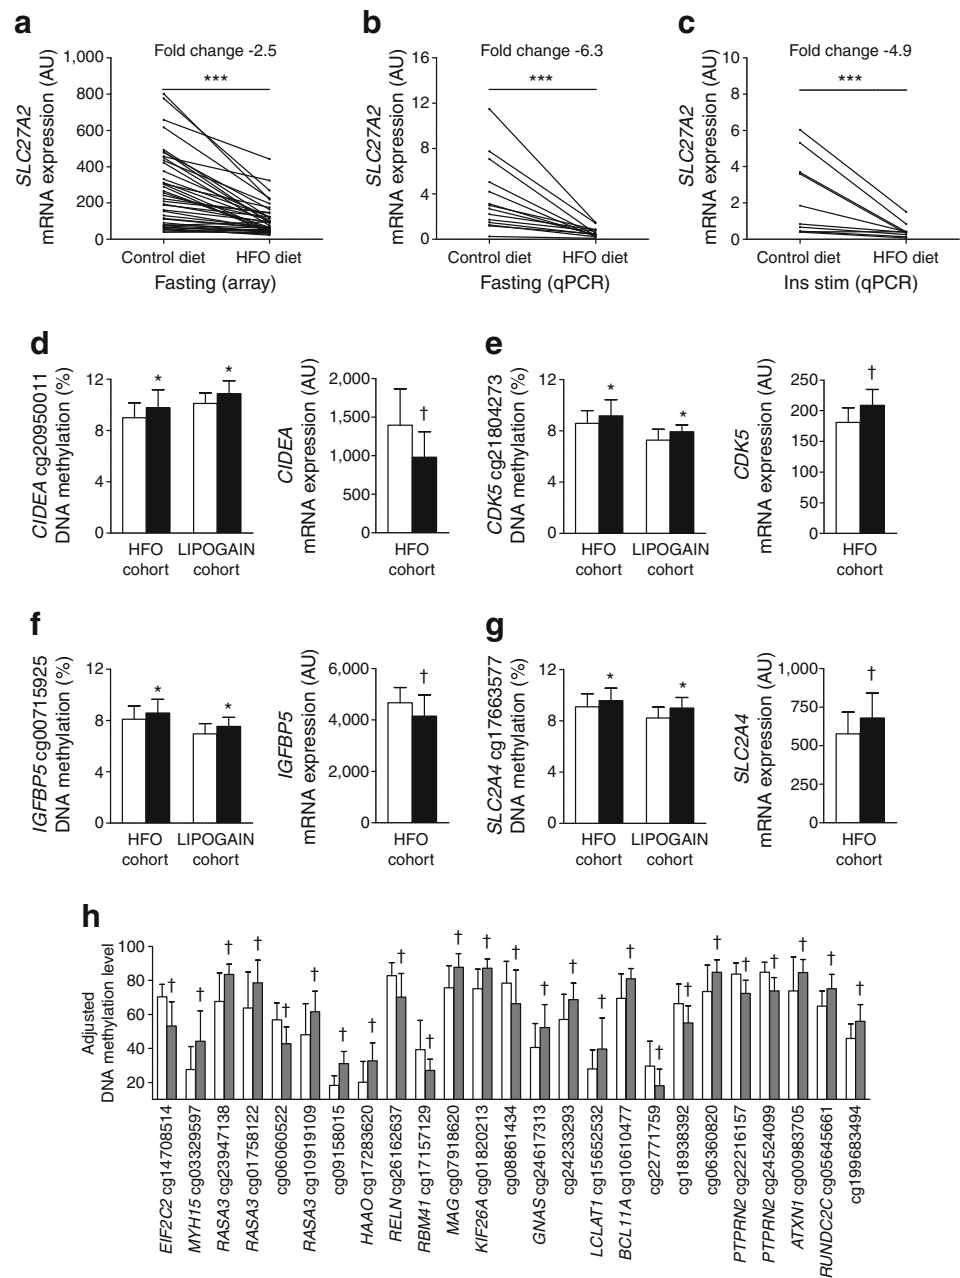 a
Fold change -2.5
***
SLC27A2
mRNA expression (AU)
1,000
800
600
400
200
0
Control diet
HFO diet
Fasting (array)
b
Fold change -6.3
***
SLC27A2
mRNA expression (AU)
16
12
8
4
0
Control diet
HFO diet
Fasting (qPCR)
c
Fold change -4.9
***
SLC27A2
mRNA expression (AU)
10
8
6
4
2
0
Control diet
HFO diet
Ins stim (qPCR)
d
CIDEA cg20950011
DNA methylation (%)
12
8
4
0
*
*
HFO
cohort
LIPOGAIN
cohort
CIDEA
mRNA expression (AU)
2,000
1,500
1,000
500
0
†
HFO
cohort
e
CDK5 cg21804273
DNA methylation (%)
12
8
4
0
*
*
HFO
cohort
LIPOGAIN
cohort
CDK5
mRNA expression (AU)
250
200
150
100
50
0
†
HFO
cohort
f
IGFBP5 cg00715925
DNA methylation (%)
12
8
4
0
*
*
HFO
cohort
LIPOGAIN
cohort
IGFBP5
mRNA expression (AU)
6,000
4,000
2,000
0
†
HFO
cohort
g
SLC2A4 cg17663577
DNA methylation (%)
12
8
4
0
*
*
HFO
cohort
LIPOGAIN
cohort
SLC2A4
mRNA expression (AU)
1,000
750
500
250
0
†
HFO
cohort
h
Adjusted
DNA methylation level
100
80
60
40
20
† † † † † † † † † † † † † † † † † † † † † † † † †
EIF2C2 cg14708514
MYH15 cg03329597
RASA3 cg23947138
RASA3 cg01758122
cg06060522
RASA3 cg10919109
cg09158015
HAAO cg17283620
RELN cg26162637
RBM41 cg17157129
MAG cg07918620
KIF26A cg01820213
cg08861434
GNAS cg24617313
cg24233293
LCLAT1 cg15652532
BCL11A cg10610477
cg22771759
cg18938392
cg06360820
PTPRN2 cg22216157
PTPRN2 cg24524099
ATXN1 cg00983705
RUNDC2C cg05645661
cg19968349​4